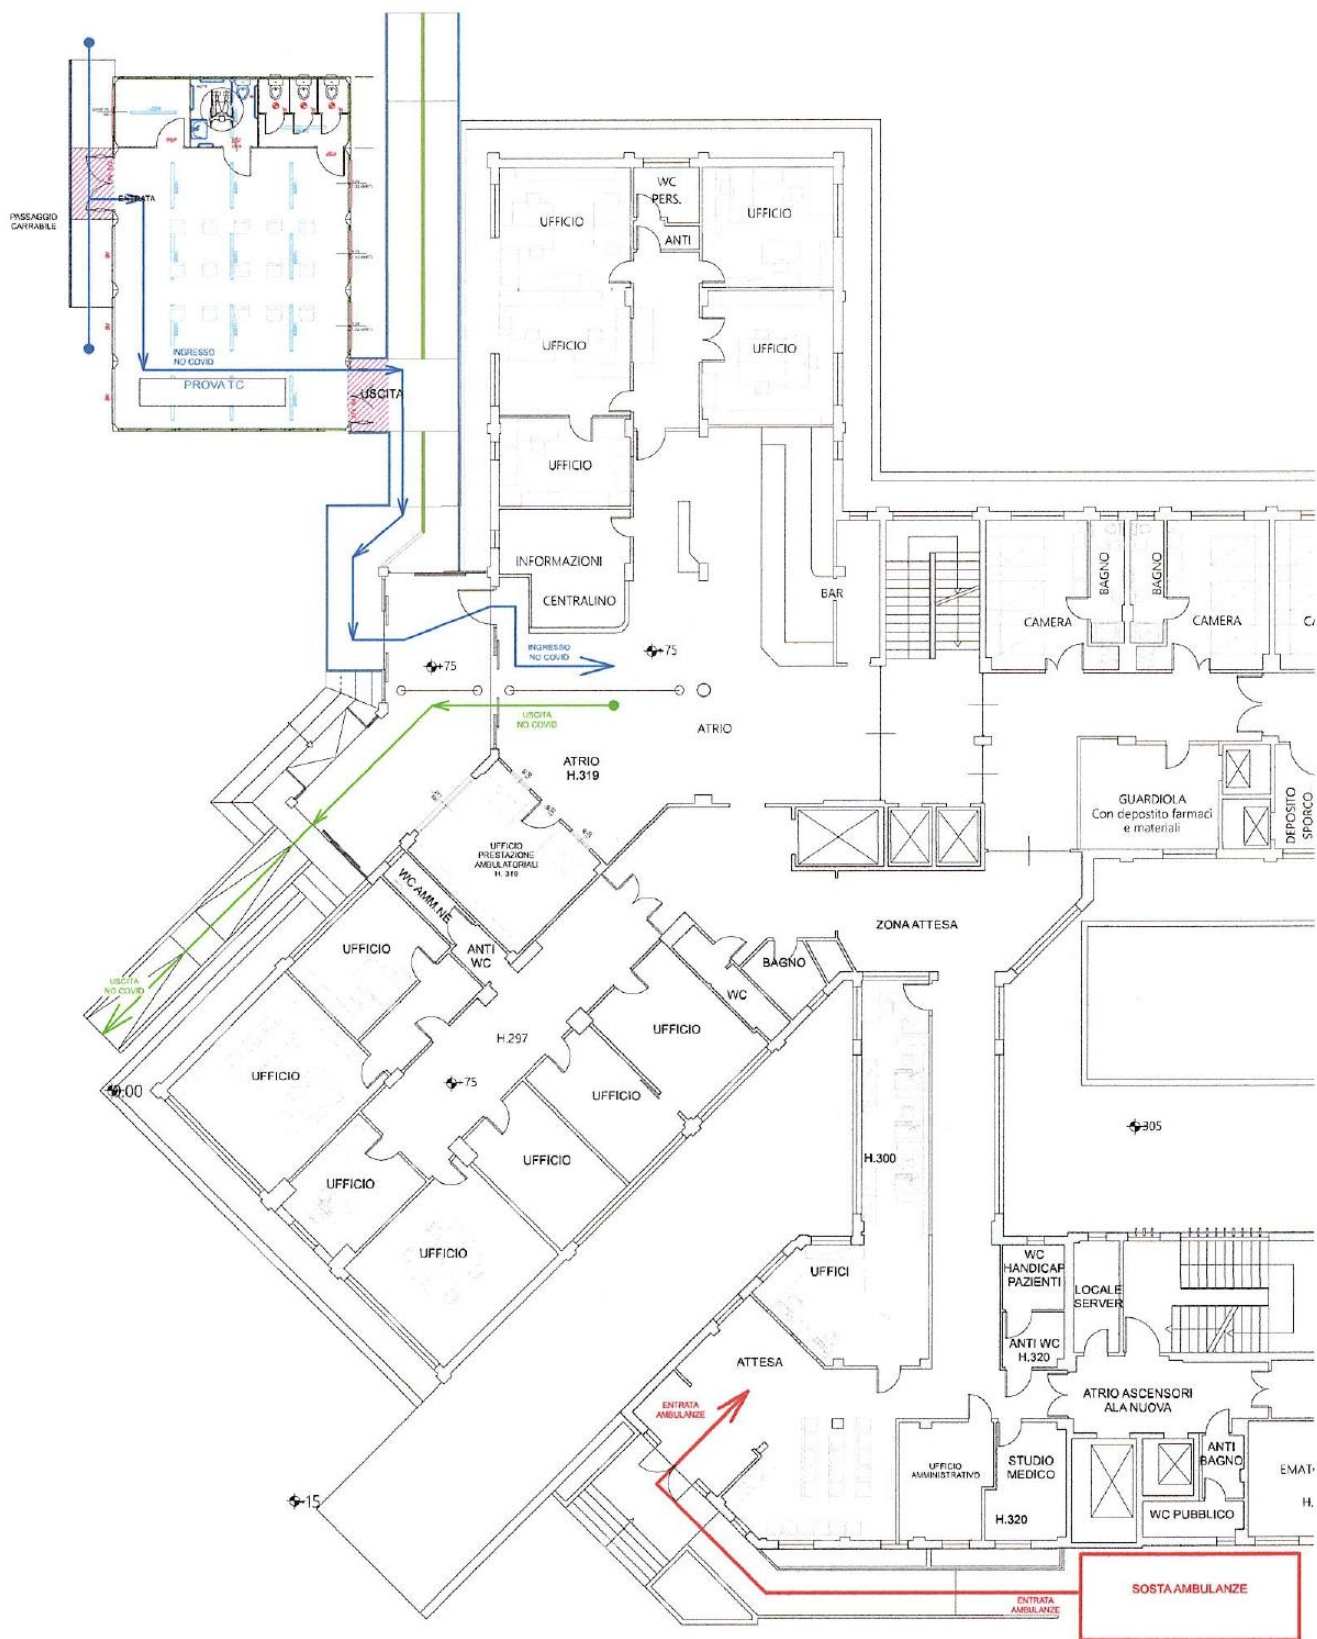 PASSAGGIO
CARRABILE
ENTRATA
INGRESSO
NO COVID
PROVA TC
USCITA
UFFICIO
WC
PERS.
ANTI
UFFICIO
UFFICIO
UFFICIO
UFFICIO
INFORMAZIONI
CENTRALINO
BAR
CAMERA
BAGNO
BAGNO
CAMERA
INGRESSO
NO COVID
+75
+75
USCITA
NO COVID
ATRIO
ATRIO
H.319
GUARDIOLA
Con deposito farmaci
e materiali
DEPOSITO
SPORCO
UFFICIO
PRESTAZIONE
AMBULATORIALI
H. 319
WC AMM.NE
ANTI
WC
UFFICIO
ZONA ATTESA
BAGNO
WC
USCITA
NO COVID
UFFICIO
H.297
UFFICIO
+75
0.00
UFFICIO
UFFICIO
UFFICIO
UFFICIO
305
H.300
UFFICI
WC
HANDICAP
PAZIENTI
LOCALE
SERVER
ANTI WC
H.320
ATTESA
ATRIO ASCENSORI
ALA NUOVA
ENTRATA
AMBULANZE
UFFICIO
AMMINISTRATIVO
STUDIO
MEDICO
ANTI
BAGNO
EMAT
H.
-15
H.320
WC PUBBLICO
SOSTA AMBULANZE
ENTRATA
AMBULANZE